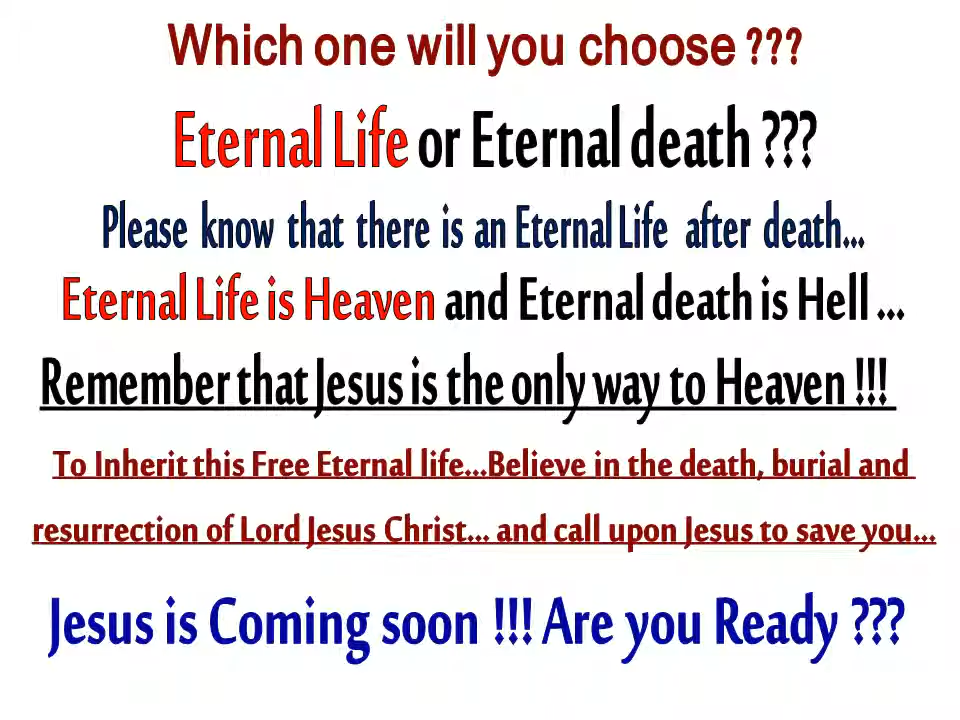 Which one will you choose ???
Eternal Life or Eternal death ???
Please know that there is an Eternal Life after death...
Eternal Life is Heaven and Eternal death is Hell ...
Remember that Jesus is the only way to Heaven !!!
To Inherit this Free Eternal life...Believe in the death, burial and
resurrection of Lord Jesus Christ... and call upon Jesus to save you...
Jesus is Coming soon !!! Are you Ready ???